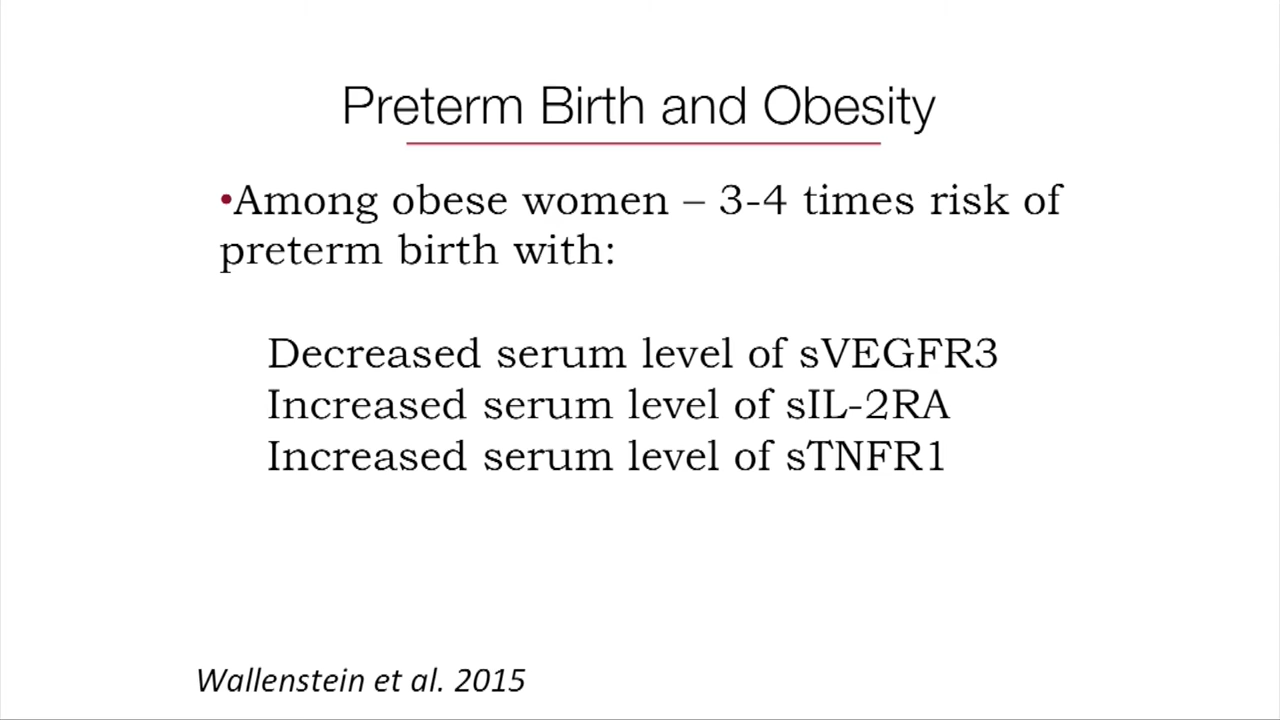 Preterm Birth and Obesity
•Among obese women – 3-4 times risk of
preterm birth with:
Decreased serum level of sVEGFR3
Increased serum level of sIL-2RA
Increased serum level of sTNFR1
Wallenstein et al. 2015